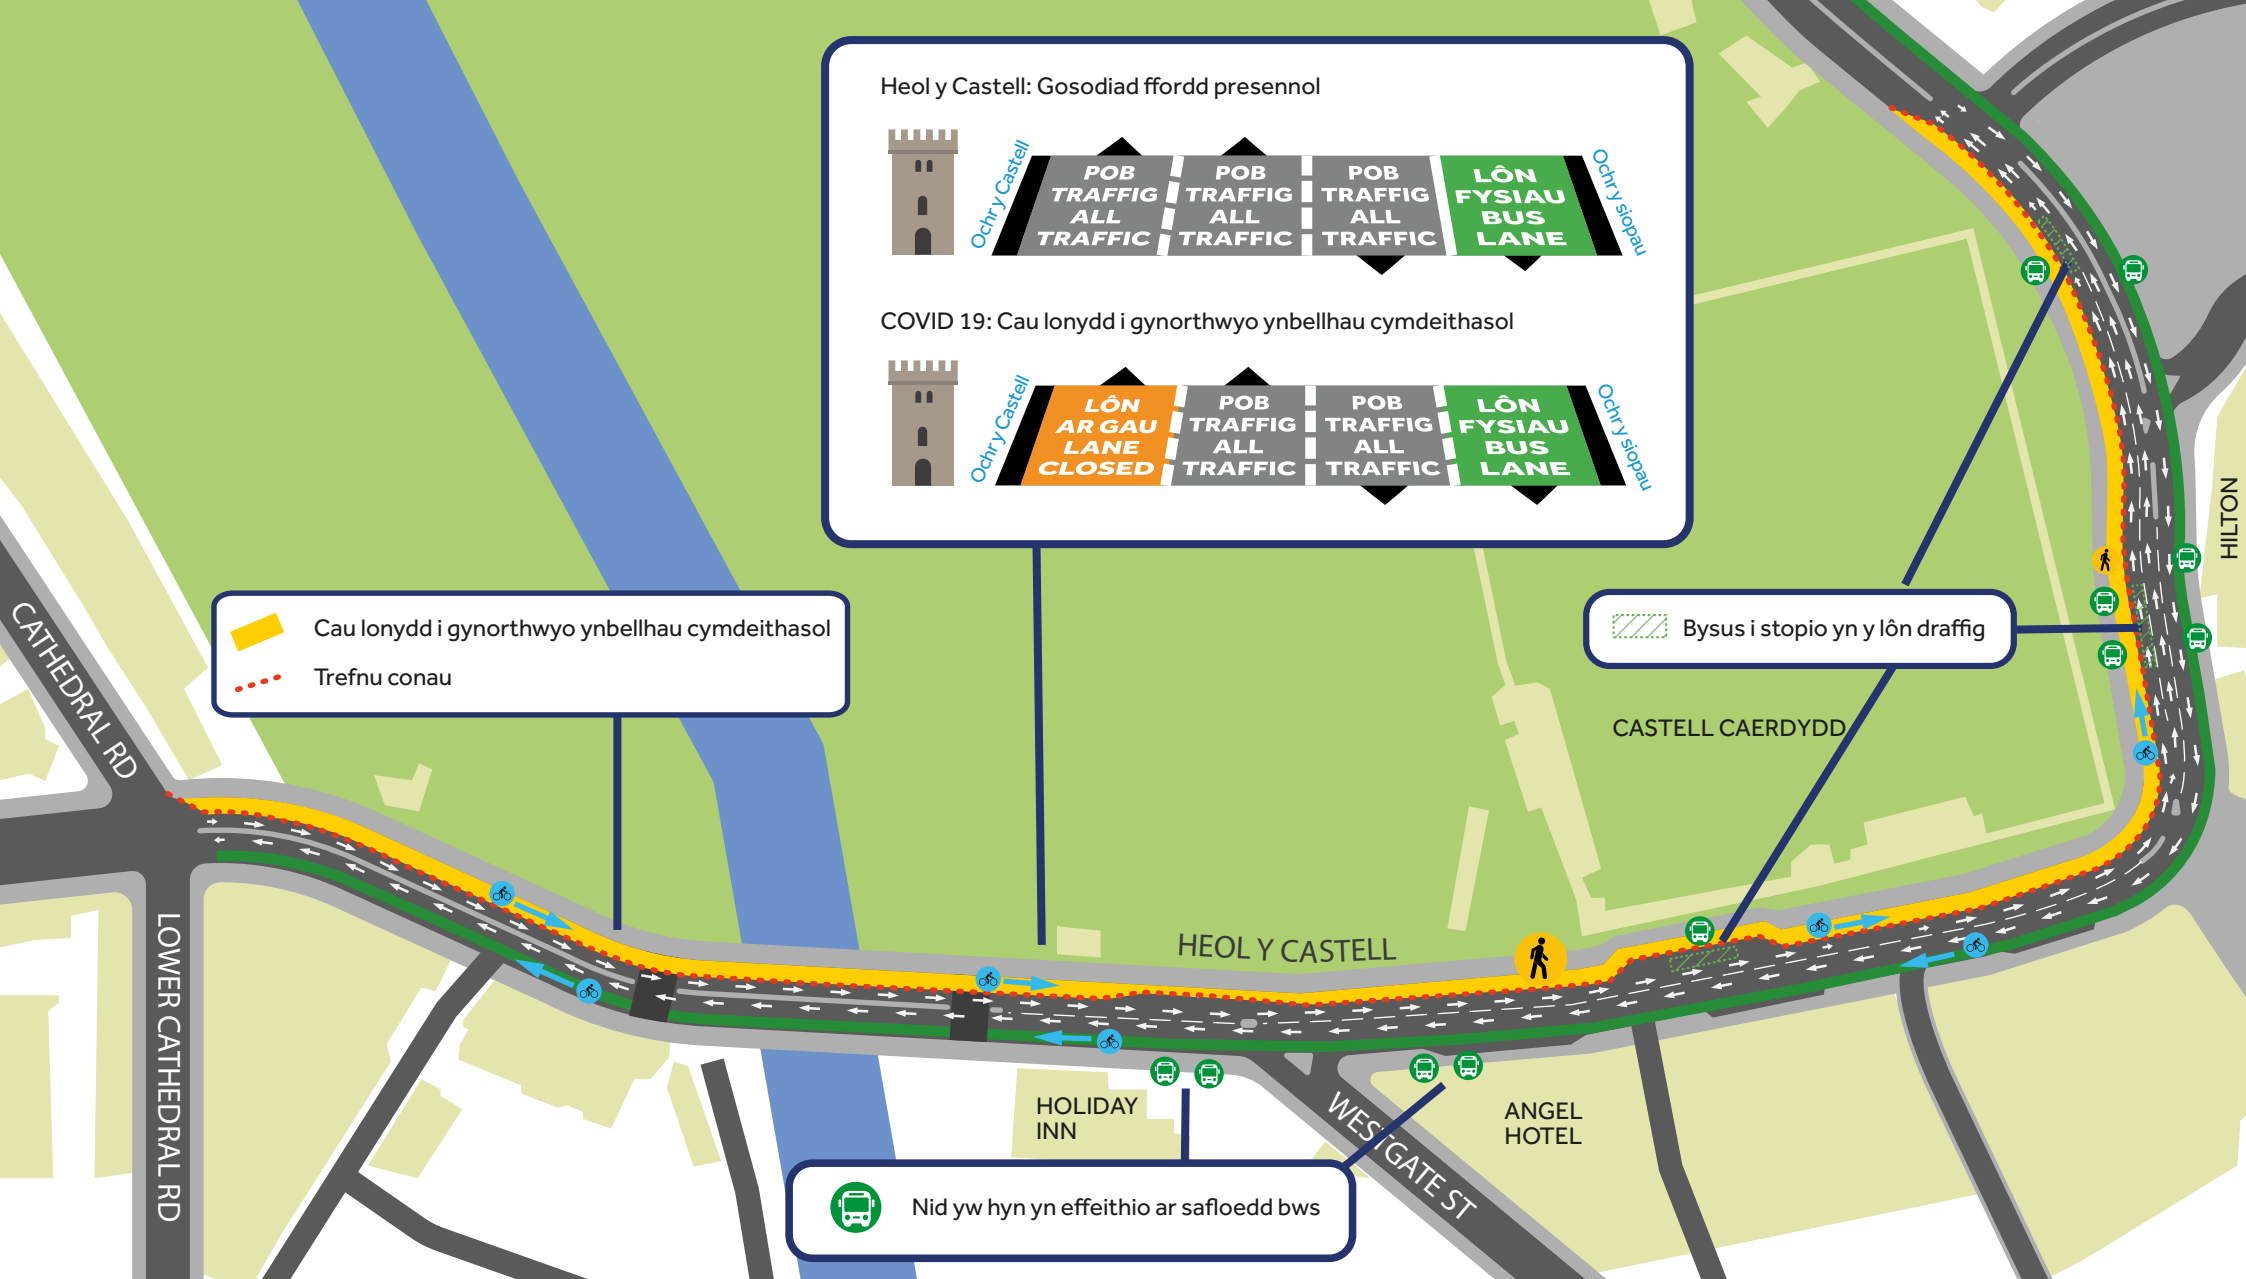 Heol y Castell: Gosodiad ffordd presennol
Ochr y Castell
POB
TRAFFIG
ALL
TRAFFIC
POB
TRAFFIG
ALL
TRAFFIC
POB
TRAFFIG
ALL
TRAFFIC
LÔN
FYSIAU
BUS
LANE
Ochr y siopau
COVID 19: Cau lonydd i gynorthwyo ynbellhau cymdeithasol
Ochr y Castell
LÔN
AR GAU
LANE
CLOSED
POB
TRAFFIG
ALL
TRAFFIC
POB
TRAFFIG
ALL
TRAFFIC
LÔN
FYSIAU
BUS
LANE
Ochr y siopau
HILTON
Cau lonydd i gynorthwyo ynbellhau cymdeithasol
Trefnu conau
Bysus i stopio yn y lôn draffig
CATHEDRAL RD
CASTELL CAERDYDD
HEOL Y CASTELL
LOWER CATHEDRAL RD
HOLIDAY
INN
WESTGATE ST
ANGEL
HOTEL
Nid yw hyn yn effeithio ar safloedd bws